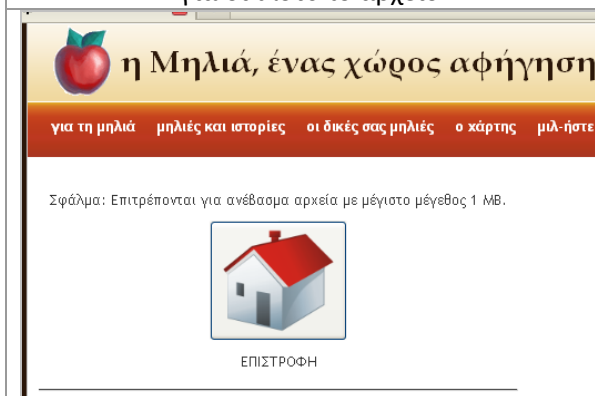 η Μηλιά, ένας χώρος αφήγηση
για τη μηλιά μηλιές και ιστορίες οι δικές σας μηλιές ο χάρτης μιλ-ήστε
Σφάλμα: Επιτρέπονται για ανέβασμα αρχεία με μέγιστο μέγεθος 1 MB.
ΕΠΙΣΤΡΟΦΗ